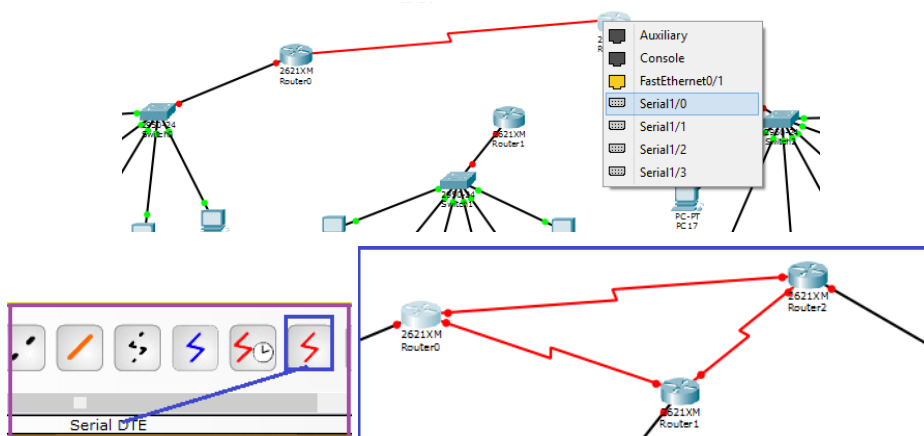 2621XM
Router0
Auxiliary
Console
FastEthernet0/1
Serial1/0
Serial1/1
Serial1/2
Serial1/3
2621XM
Router1
PC-PT
PC17
Serial DTE
2621XM
Router2
2621XM
Router0
2621XM
Router1